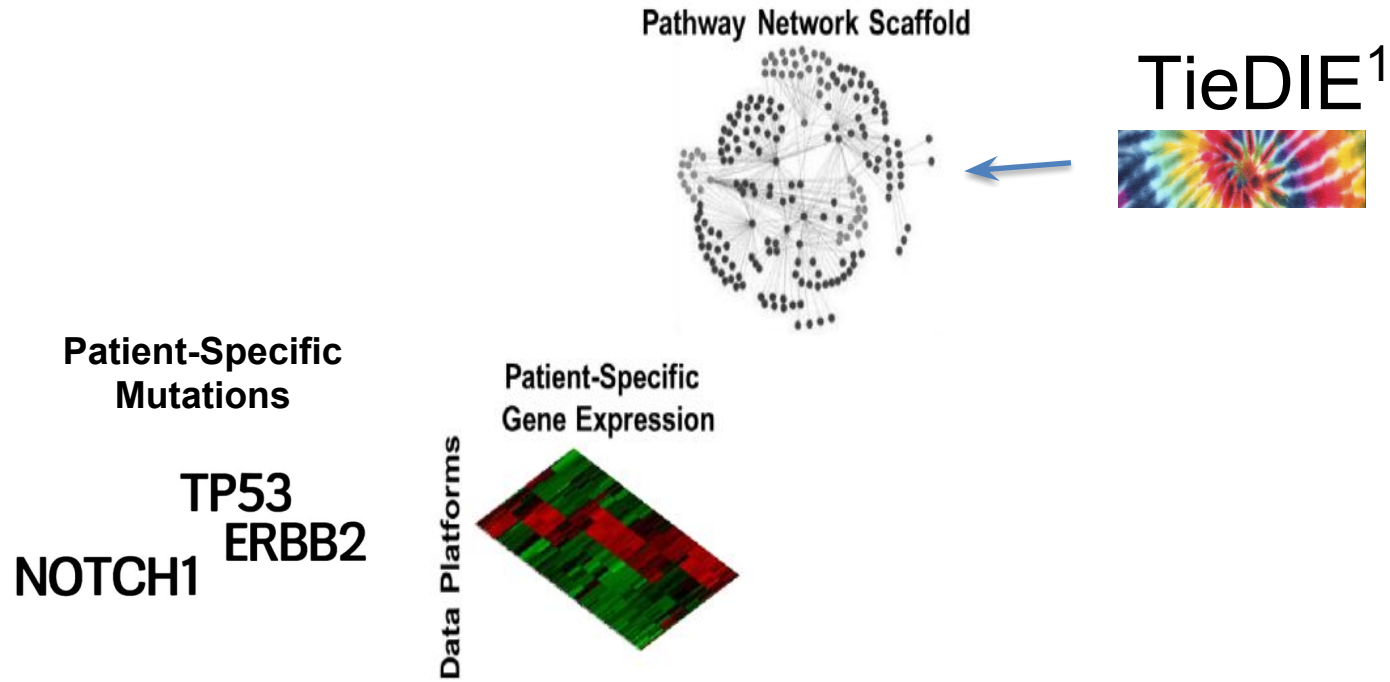 Pathway Network Scaffold
TieDIE1
Patient-Specific
Mutations
TP53
ERBB2
NOTCH1
Patient-Specific
Gene Expression
Data Platforms